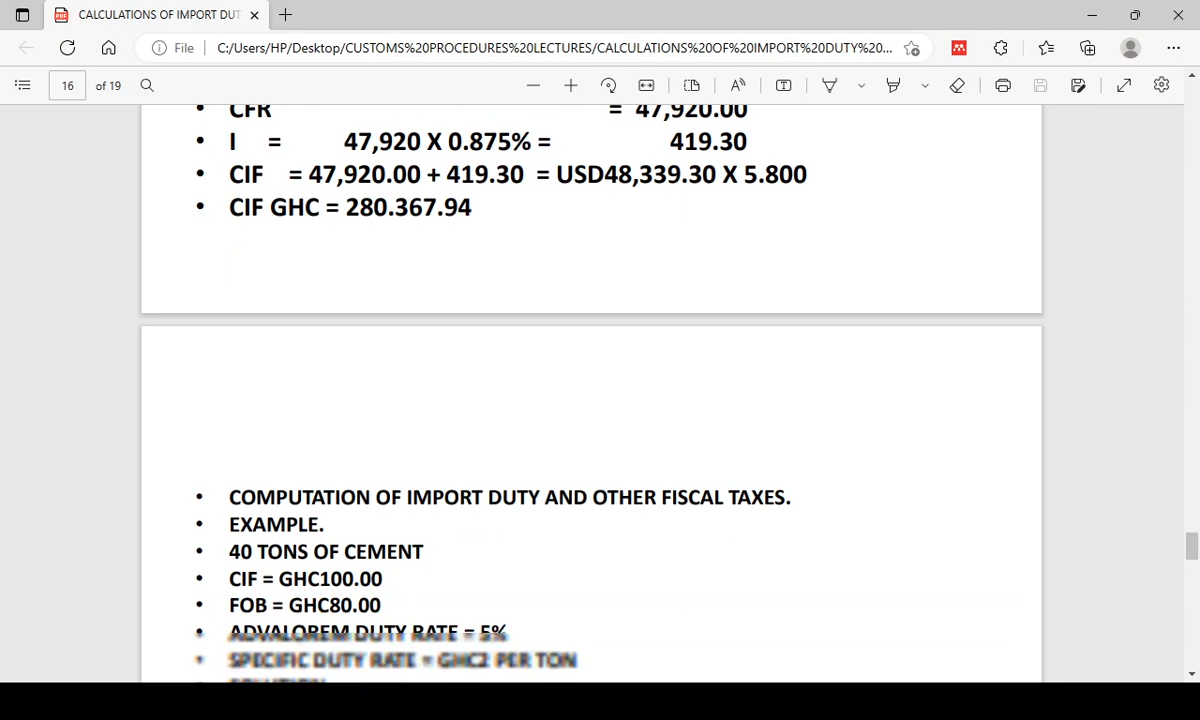 CALCULATIONS OF IMPORT DUT
File C:/Users/HP/Desktop/CUSTOMS%20PROCEDURES%20LECTURES/CALCULATIONS%20OF%20IMPORT%20DUTY%20...
16 of 19
• CFR = 47,920.00
• I = 47,920 X 0.875% = 419.30
• CIF = 47,920.00 + 419.30 = USD48,339.30 X 5.800
• CIF GHC = 280.367.94
• COMPUTATION OF IMPORT DUTY AND OTHER FISCAL TAXES.
• EXAMPLE.
• 40 TONS OF CEMENT
• CIF = GHC100.00
• FOB = GHC80.00
• ADVALOREM DUTY RATE = 5%
• SPECIFIC DUTY RATE = GHC2 PER TON